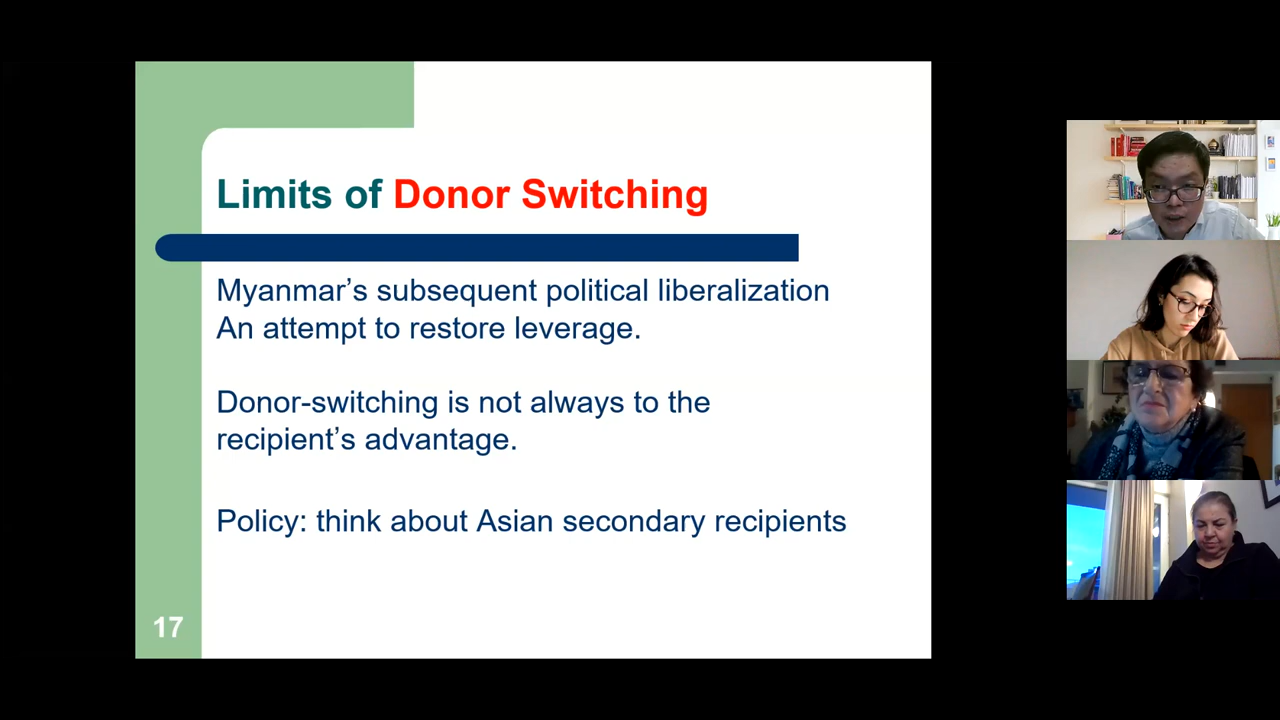 Limits of Donor Switching
Myanmar’s subsequent political liberalization
An attempt to restore leverage.
Donor-switching is not always to the
recipient’s advantage.
Policy: think about Asian secondary recipients
17